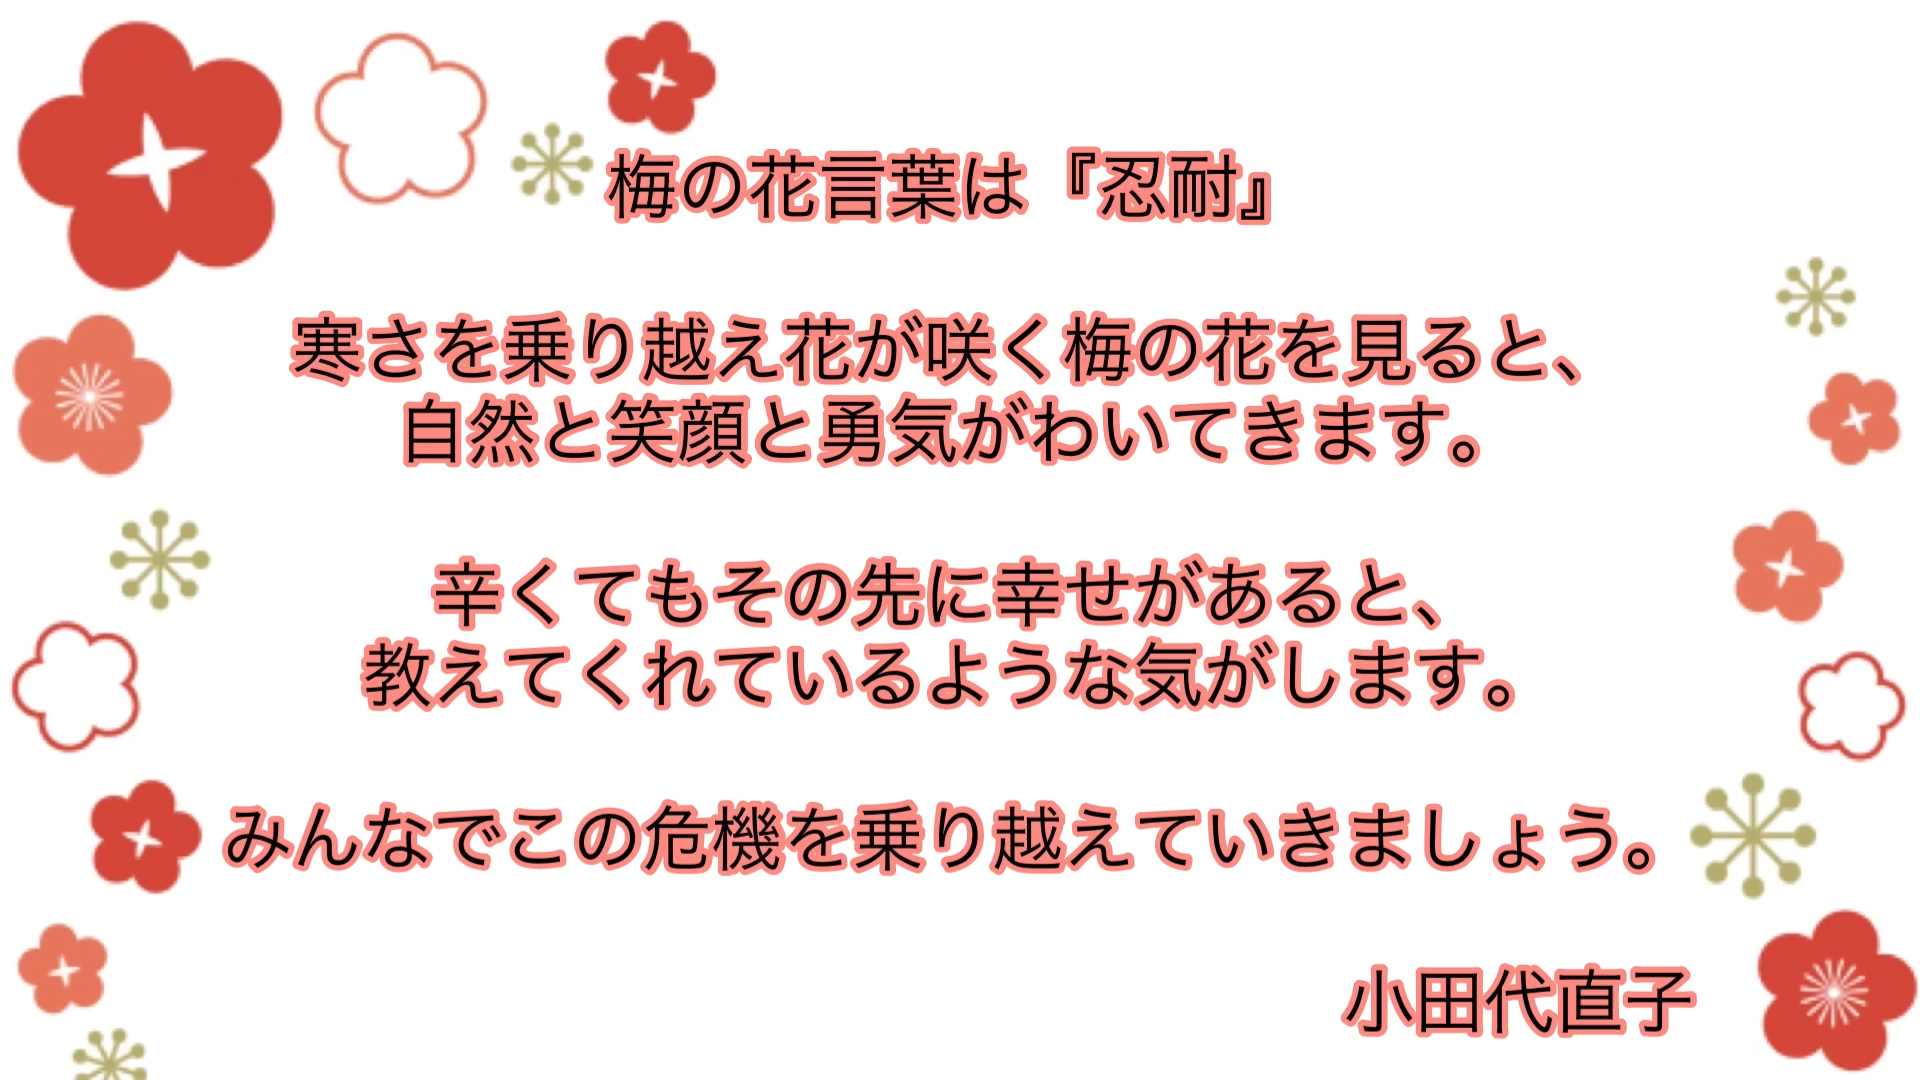 梅の花言葉は『忍耐』
寒さを乗り越え花が咲く梅の花を見ると、
自然と笑顔と勇気がわいてきます。
辛くてもその先に幸せがあると、
教えてくれているような気がします。
みんなでこの危機を乗り越えていきましょう。
小田代直子